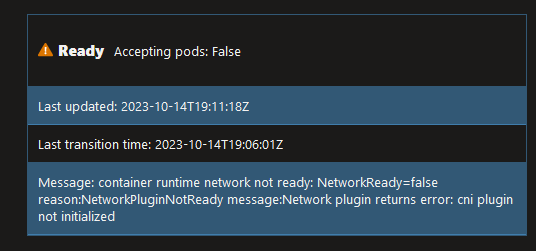 Ready Accepting pods: False
Last updated: 2023-10-14T19:11:18Z
Last transition time: 2023-10-14T19:06:01Z
Message: container runtime network not ready: NetworkReady=false
reason:NetworkPluginNotReady message:Network plugin returns error: cni plugin
not initialized